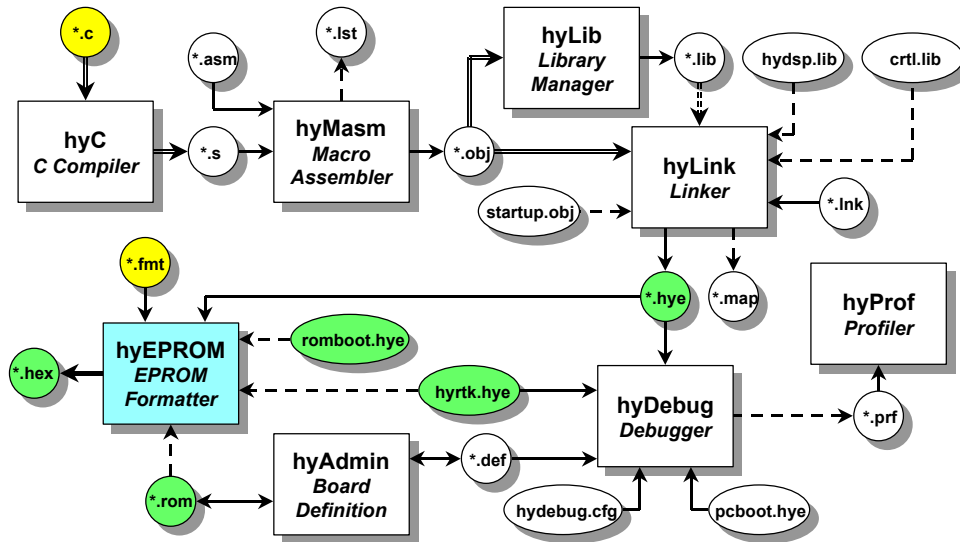 *.c
*.lst
hyLib
Library
Manager
*.asm
*.lib
hydsp.lib
crtl.lib
hyC
C Compiler
*.s
hyMasm
Macro
Assembler
*.obj
hyLink
Linker
startup.obj
*.lnk
*.fmt
*.hye
*.map
hyProf
Profiler
hyEPROM
EPROM
Formatter
romboot.hye
*.hex
hyrtk.hye
hyDebug
Debugger
*.prf
hyAdmin
Board
Definition
*.def
*.rom
hydebug.cfg
pcboot.hye